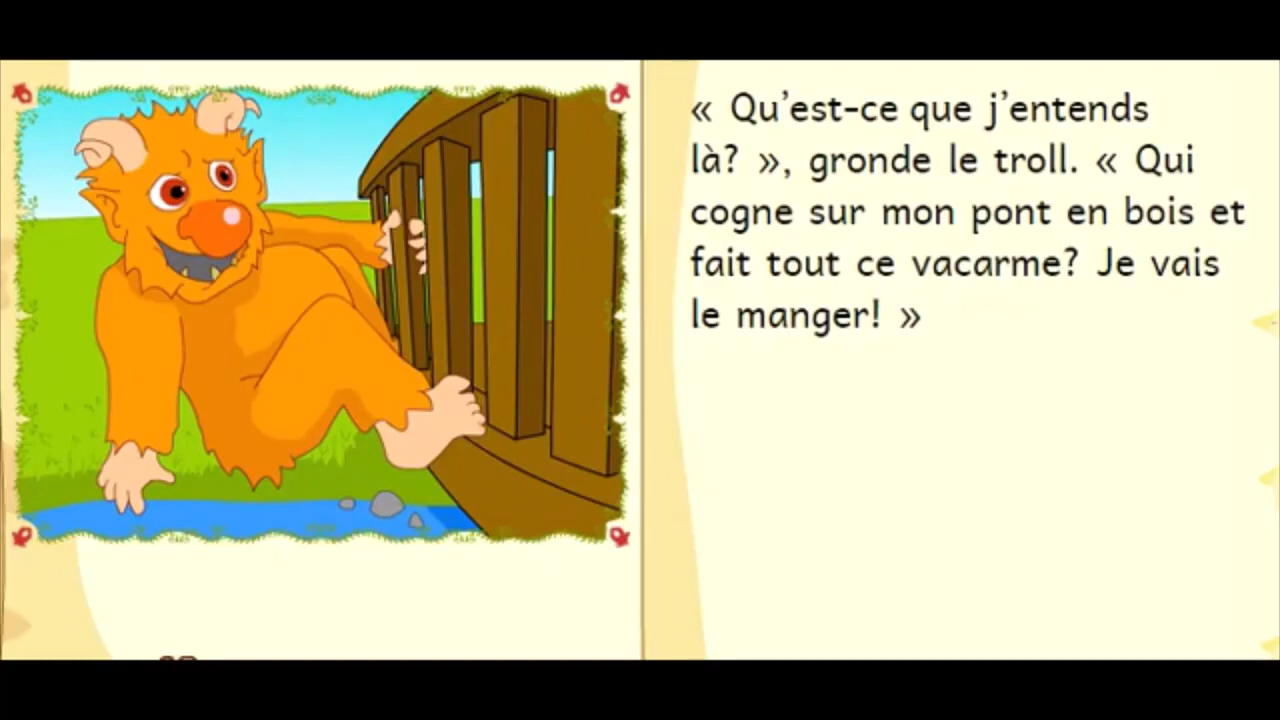 « Qu’est-ce que j’entends
là? », gronde le troll. « Qui
cogne sur mon pont en bois et
fait tout ce vacarme? Je vais
le manger! »